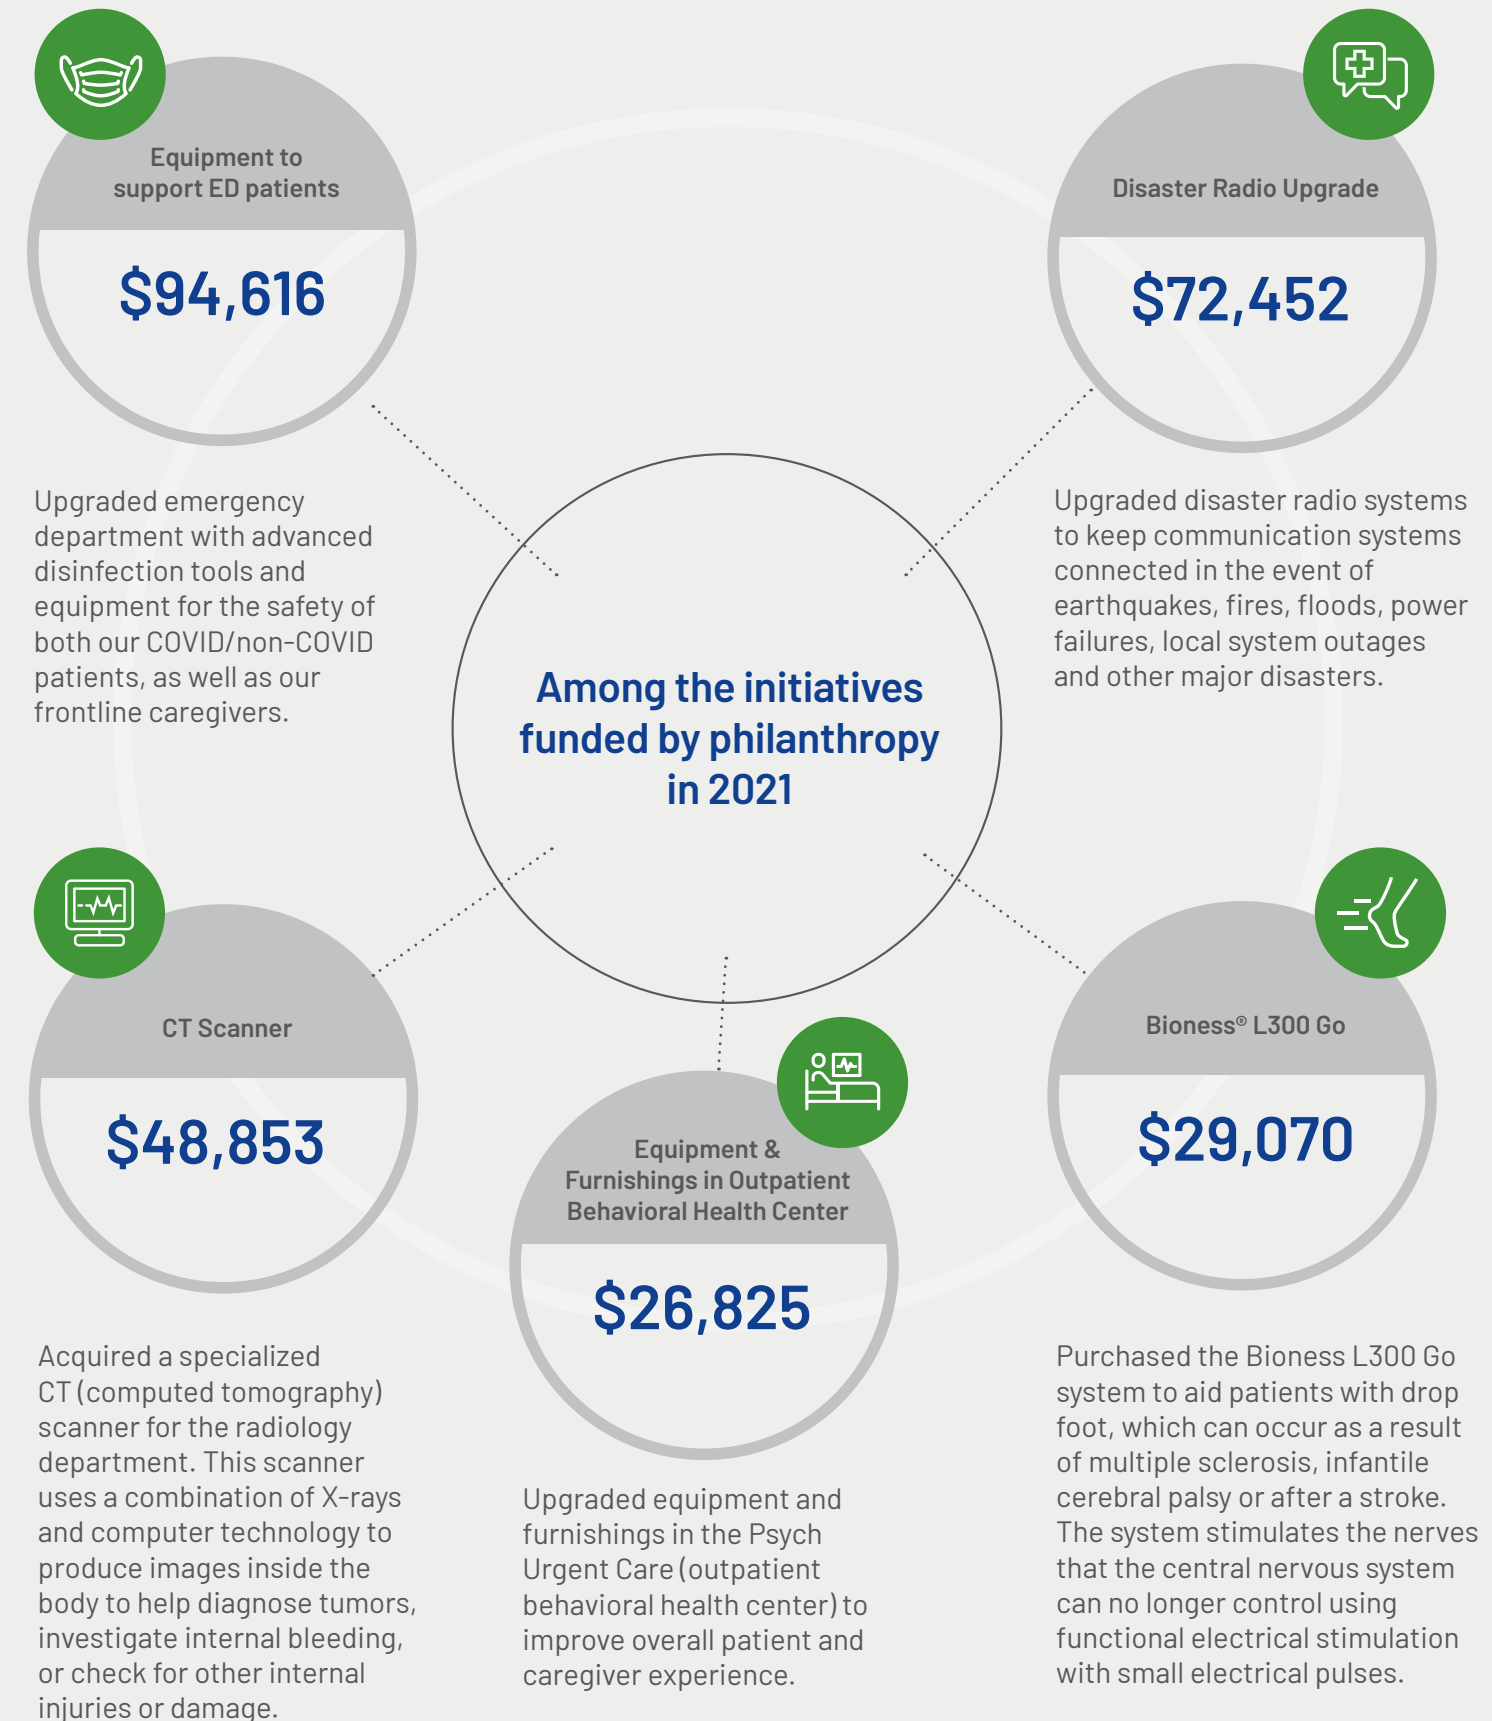 Equipment to
support ED patients
$94,616
Upgraded emergency
department with advanced
disinfection tools and
equipment for the safety of
both our COVID/non-COVID
patients, as well as our
frontline caregivers.
Disaster Radio Upgrade
$72,452
Upgraded disaster radio systems
to keep communication systems
connected in the event of
earthquakes, fires, floods, power
failures, local system outages
and other major disasters.
Among the initiatives
funded by philanthropy
in 2021
CT Scanner
$48,853
Acquired a specialized
CT (computed tomography)
scanner for the radiology
department. This scanner
uses a combination of X-rays
and computer technology to
produce images inside the
body to help diagnose tumors,
investigate internal bleeding,
or check for other internal
injuries or damage.
Equipment &
Furnishings in Outpatient
Behavioral Health Center
$26,825
Upgraded equipment and
furnishings in the Psych
Urgent Care (outpatient
behavioral health center) to
improve overall patient and
caregiver experience.
Bioness® L300 Go
$29,070
Purchased the Bioness L300 Go
system to aid patients with drop
foot, which can occur as a result
of multiple sclerosis, infantile
cerebral palsy or after a stroke.
The system stimulates the nerves
that the central nervous system
can no longer control using
functional electrical stimulation
with small electrical pulses.